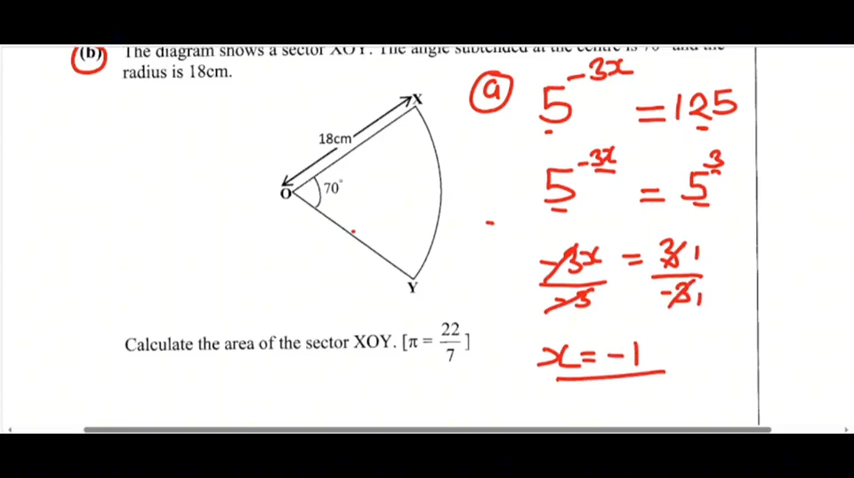 (b) The diagram shows a sector XOY. The angle subtended at the centre is 70° and the
radius is 18cm.
X
18cm
O
70°
Y
Calculate the area of the sector XOY. [π = 22/7]
a
5^-3x = 125
5^-3x = 5^3
-3x/-3 = 3 1/-3 1
x = -1